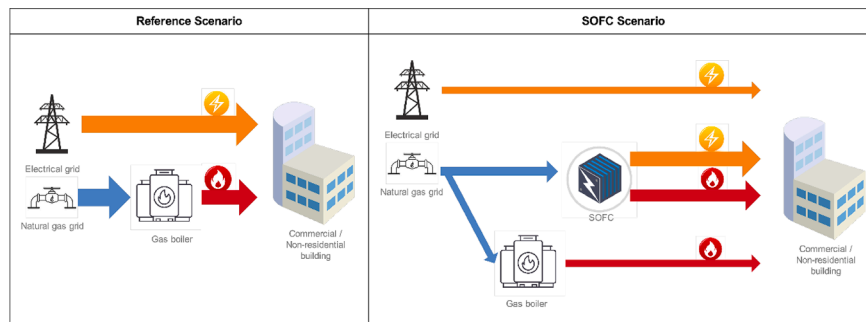 Reference Scenario
Electrical grid
Natural gas grid
Gas boiler
Commercial /
Non-residential
building
SOFC Scenario
Electrical grid
Natural gas grid
SOFC
Gas boiler
Commercial /
Non-residential
building